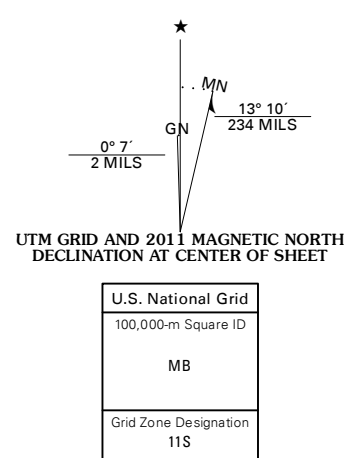 ★
MN
GN
13° 10´
234 MILS
0° 7´
2 MILS
UTM GRID AND 2011 MAGNETIC NORTH
DECLINATION AT CENTER OF SHEET
U.S. National Grid
100,000-m Square ID
MB
Grid Zone Designation
11S